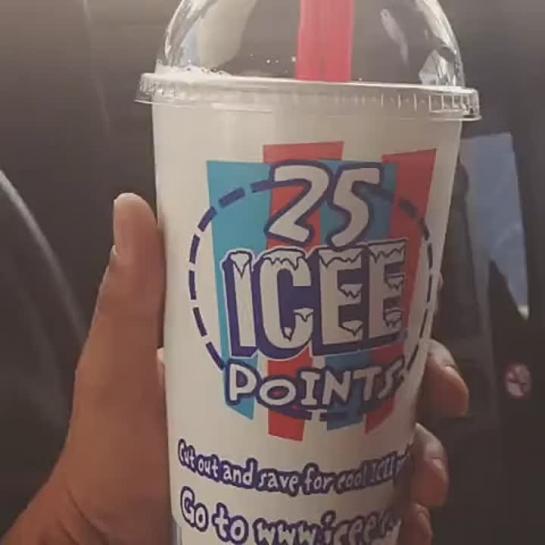 25
ICEE
POINTS
Cut out and save for cool ICEE
Go to www.icee.